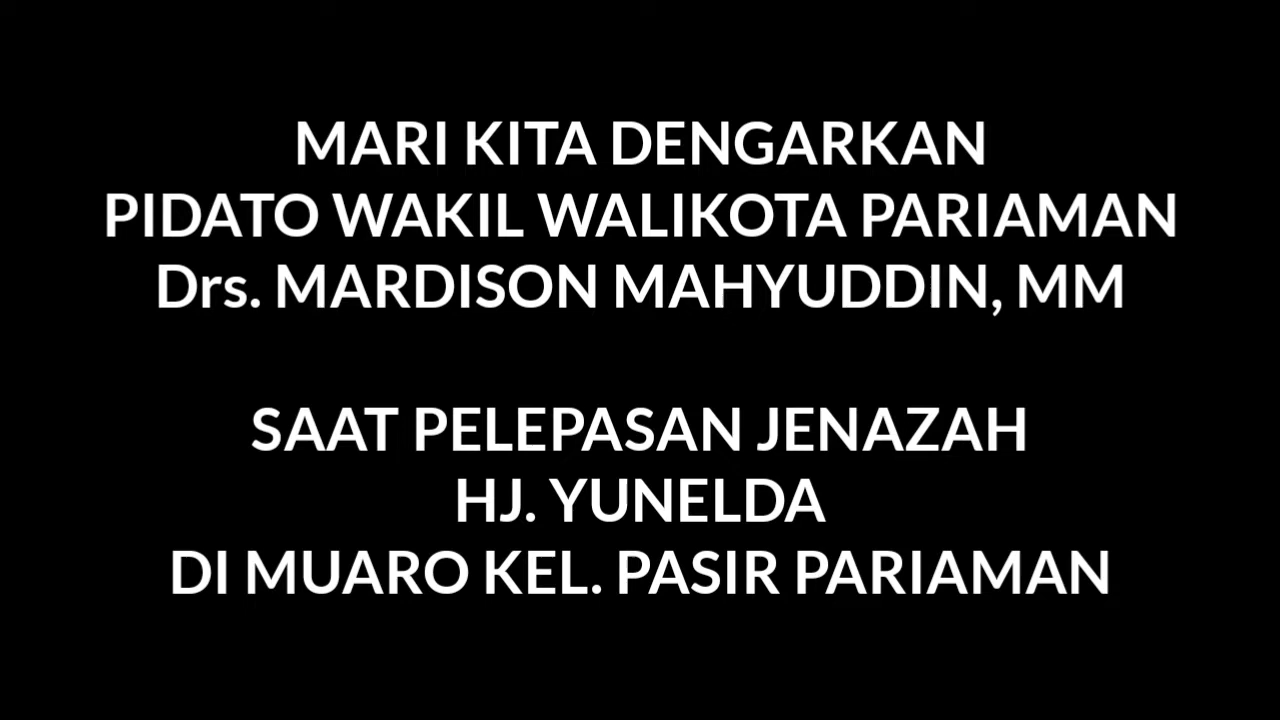 MARI KITA DENGARKAN
PIDATO WAKIL WALIKOTA PARIAMAN
Drs. MARDISON MAHYUDDIN, MM
SAAT PELEPASAN JENAZAH
HJ. YUNELDA
DI MUARO KEL. PASIR PARIAMAN